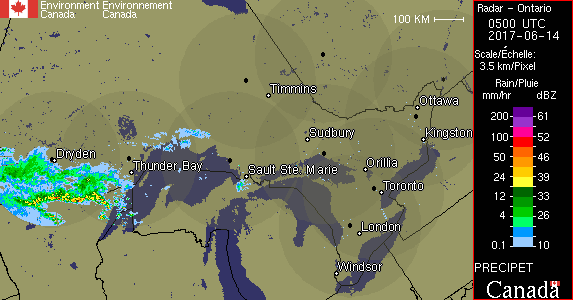 Environment Environnement
Canada Canada
100 KM
Timmins
Ottawa
Sudbury
Kingston
Dryden
Thunder Bay
Sault Ste. Marie
Orillia
Toronto
London
Windsor
Radar - Ontario
0500 UTC
2017-06-14
Scale/Échelle:
3.5 km/Pixel
Rain/Pluie
mm/hr dBZ
200 61
100 52
50 46
24 39
12 33
4 26
1 20
0.1 10
PRECIPET
Canada